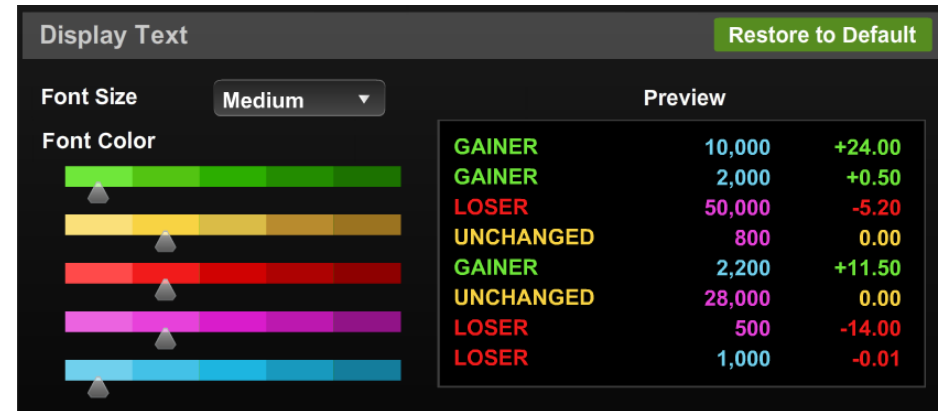 Display Text Restore to Default
Font Size Medium Preview
Font Color
GAINER 10,000 +24.00
GAINER 2,000 +0.50
LOSER 50,000 -5.20
UNCHANGED 800 0.00
GAINER 2,200 +11.50
UNCHANGED 28,000 0.00
LOSER 500 -14.00
LOSER 1,000 -0.01